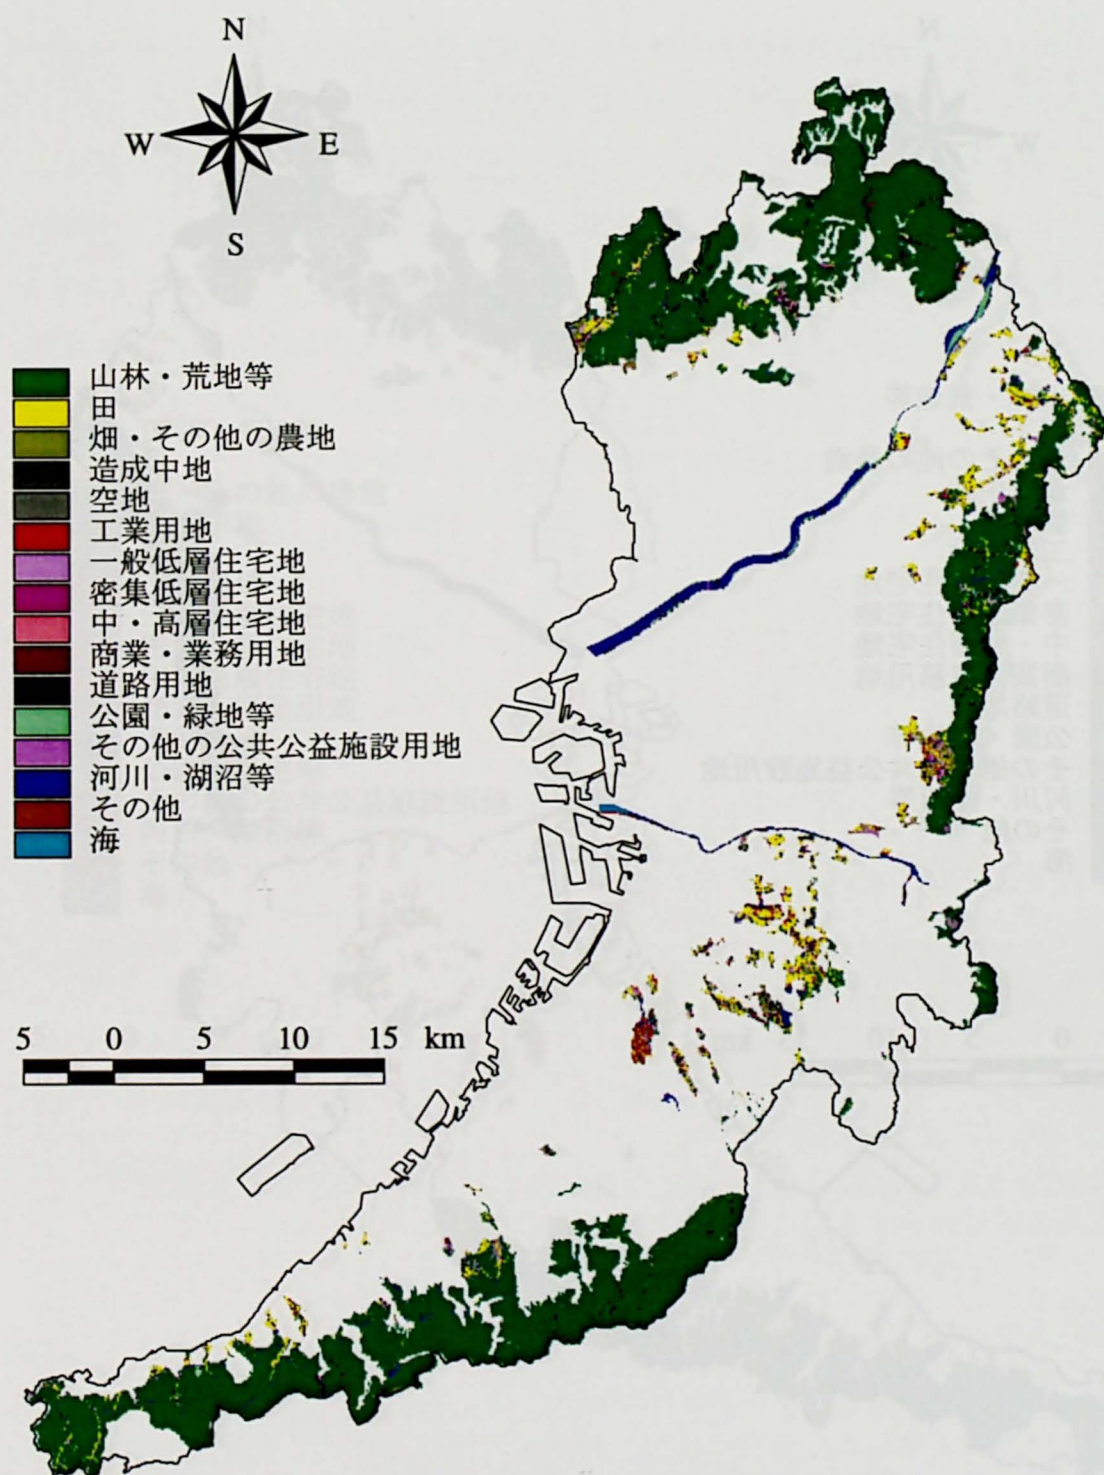 N
W
E
S
山林・荒地等
田
畑・その他の農地
造成中地
空地
工業用地
一般低層住宅地
密集低層住宅地
中・高層住宅地
商業・業務用地
道路用地
公園・緑地等
その他の公共公益施設用地
河川・湖沼等
その他
海
5 0 5 10 15 km